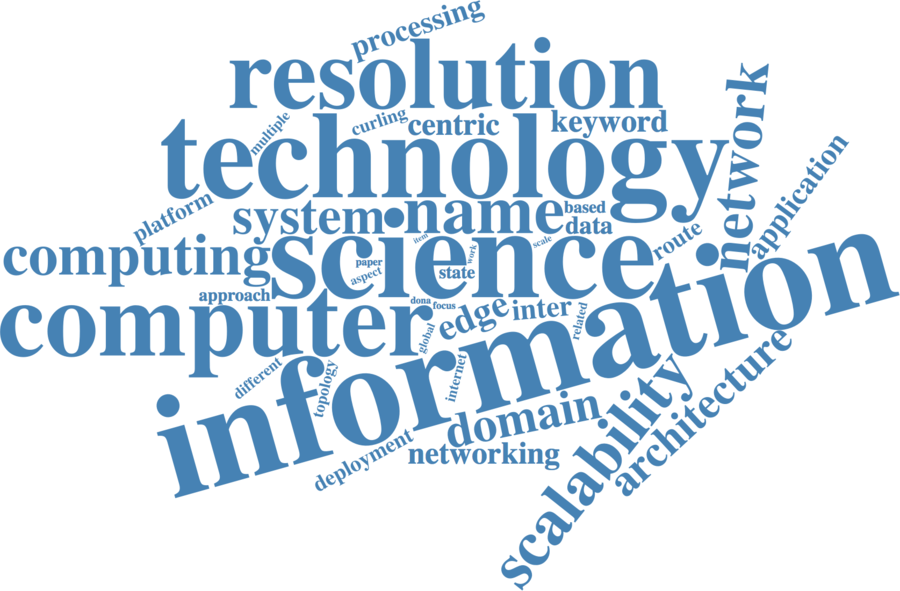 processing
resolution
multiple
curling
centric
keyword
technology
network
application
platform
system
name
based
data
computing
science
item
work
scale
paper
aspect
state
route
approach
computer
dona
focus
global
edge
inter
related
information
different
topology
internet
domain
deployment
networking
scalability
architecture